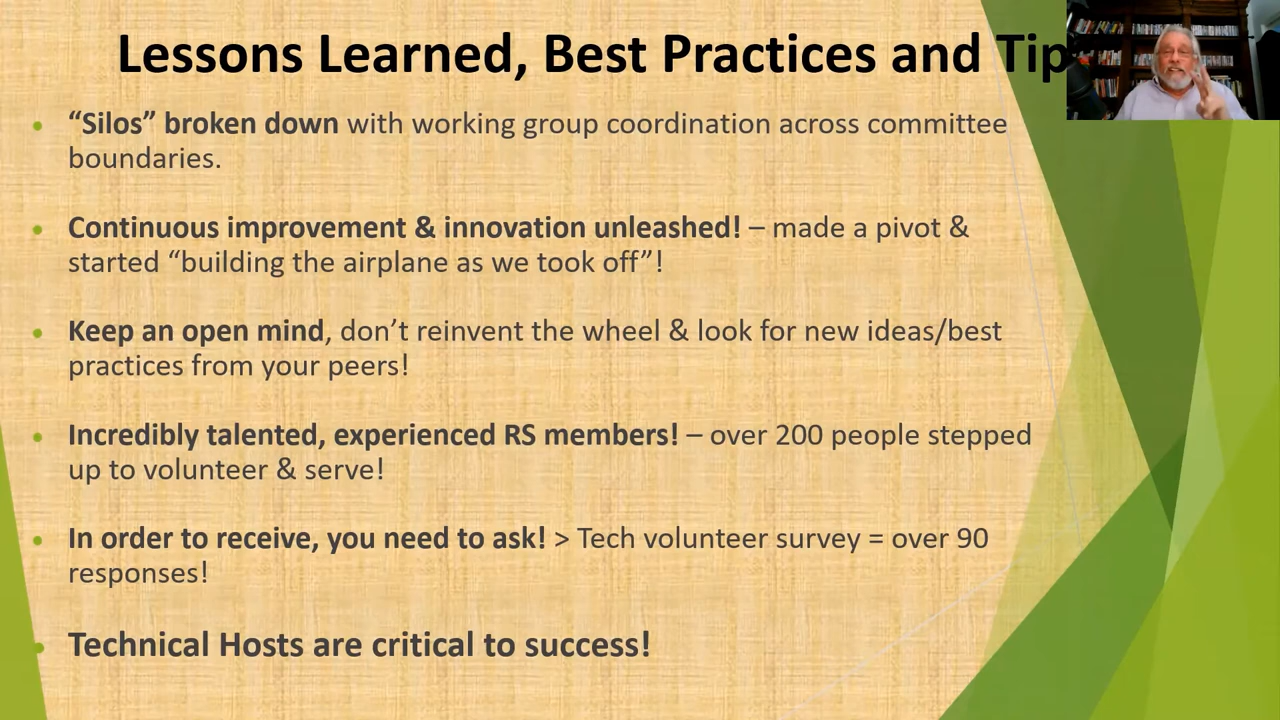 Lessons Learned, Best Practices and Tip
• “Silos” broken down with working group coordination across committee
boundaries.
• Continuous improvement & innovation unleashed! – made a pivot &
started “building the airplane as we took off”!
• Keep an open mind, don’t reinvent the wheel & look for new ideas/best
practices from your peers!
• Incredibly talented, experienced RS members! – over 200 people stepped
up to volunteer & serve!
• In order to receive, you need to ask! > Tech volunteer survey = over 90
responses!
• Technical Hosts are critical to success!